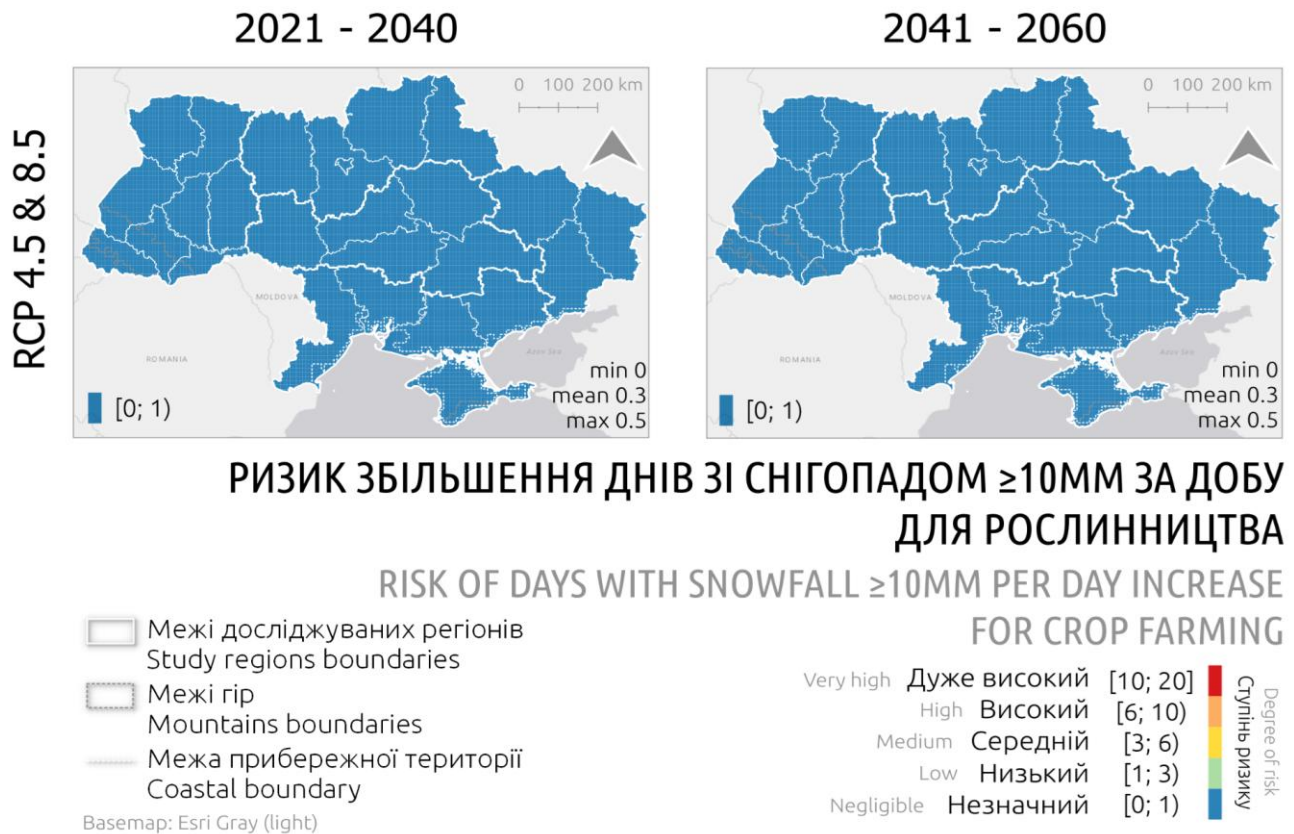 2021 - 2040
2041 - 2060
RCP 4.5 & 8.5
0 100 200 km
MOLDOVA
ROMANIA
Azov Sea
min 0
mean 0.3
max 0.5
[0; 1)
0 100 200 km
MOLDOVA
ROMANIA
Azov Sea
min 0
mean 0.3
max 0.5
[0; 1)
РИЗИК ЗБІЛЬШЕННЯ ДНІВ ЗІ СНІГОПАДОМ ≥10ММ ЗА ДОБУ
ДЛЯ РОСЛИННИЦТВА
RISK OF DAYS WITH SNOWFALL ≥10MM PER DAY INCREASE
FOR CROP FARMING
Межі досліджуваних регіонів
Study regions boundaries
Межі гір
Mountains boundaries
Межа прибережної території
Coastal boundary
Basemap: Esri Gray (light)
Very high Дуже високий [10; 20]
High Високий [6; 10)
Medium Середній [3; 6)
Low Низький [1; 3)
Negligible Незначний [0; 1)
Ступінь ризику
Degree of risk